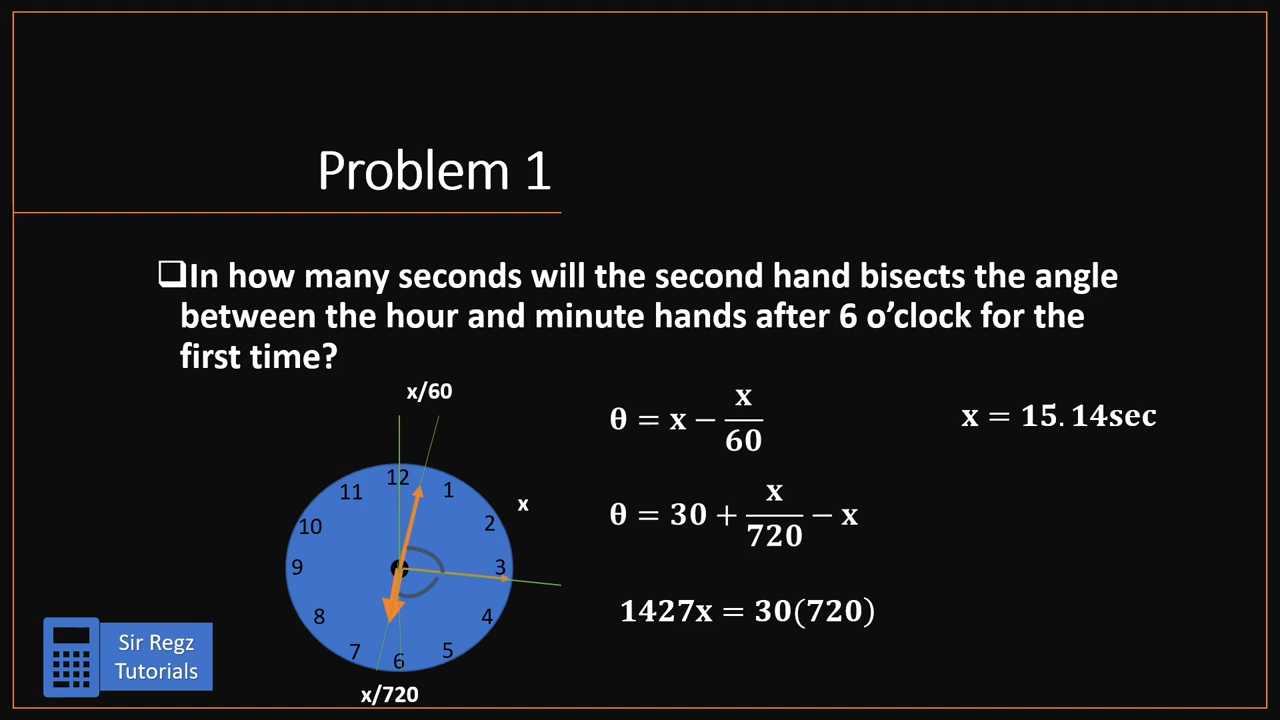 Problem 1
❑In how many seconds will the second hand bisects the angle
between the hour and minute hands after 6 o’clock for the
first time?
x/60
12
1
2
3
4
5
6
7
8
9
10
11
x
x/720
θ = x − x/60
θ = 30 + x/720 − x
1427x = 30(720)
x = 15.14sec
Sir Regz
Tutorials